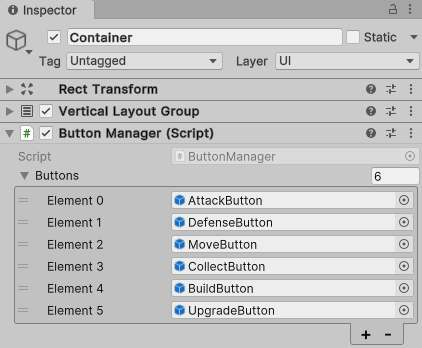 Inspector
Container
Static
Tag Untagged Layer UI
Rect Transform
Vertical Layout Group
# Button Manager (Script)
Script # ButtonManager
Buttons 6
Element 0 AttackButton
Element 1 DefenseButton
Element 2 MoveButton
Element 3 CollectButton
Element 4 BuildButton
Element 5 UpgradeButton
+ -